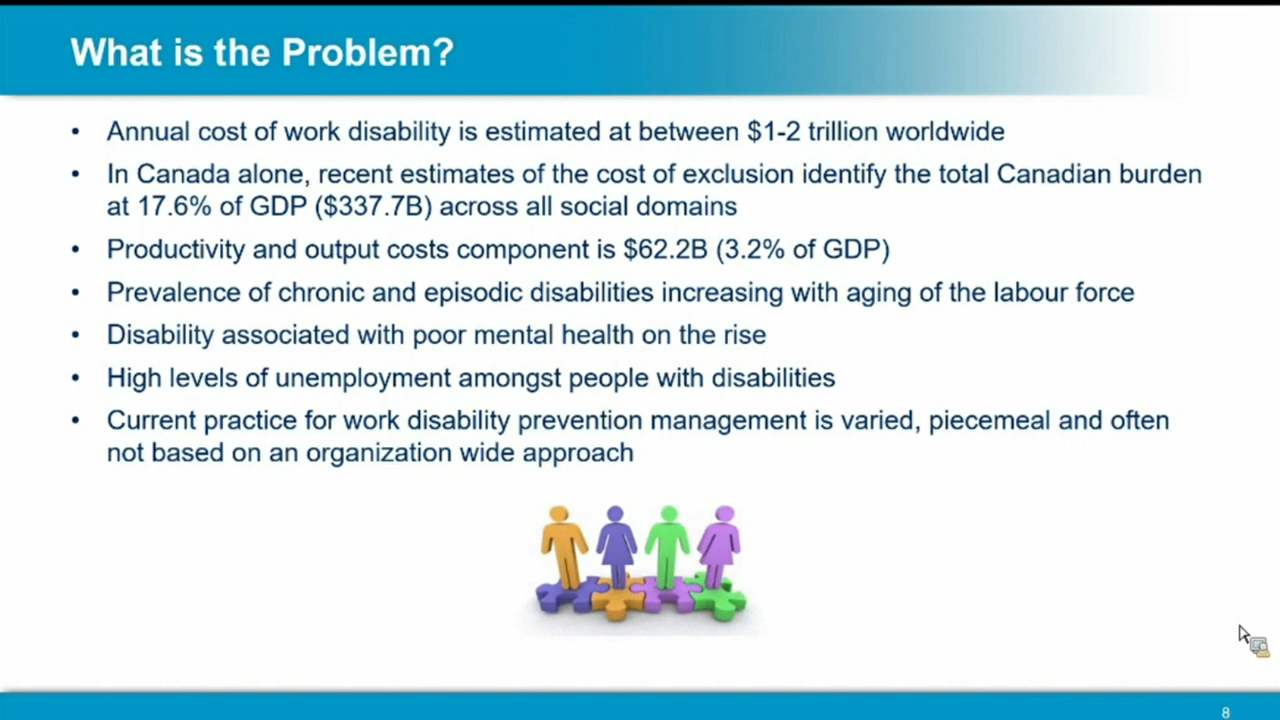 What is the Problem?
• Annual cost of work disability is estimated at between $1-2 trillion worldwide
• In Canada alone, recent estimates of the cost of exclusion identify the total Canadian burden
at 17.6% of GDP ($337.7B) across all social domains
• Productivity and output costs component is $62.2B (3.2% of GDP)
• Prevalence of chronic and episodic disabilities increasing with aging of the labour force
• Disability associated with poor mental health on the rise
• High levels of unemployment amongst people with disabilities
• Current practice for work disability prevention management is varied, piecemeal and often
not based on an organization wide approach
8